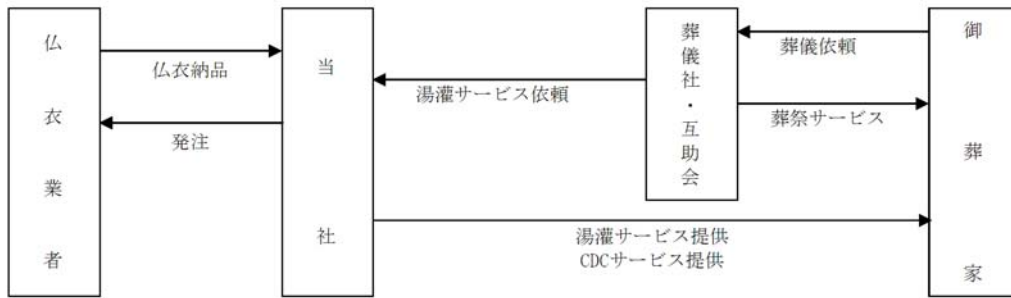 仏衣業者
仏衣納品
発注
当社
湯灌サービス依頼
葬儀社・互助会
葬儀依頼
葬祭サービス
湯灌サービス提供
CDCサービス提供
御葬家